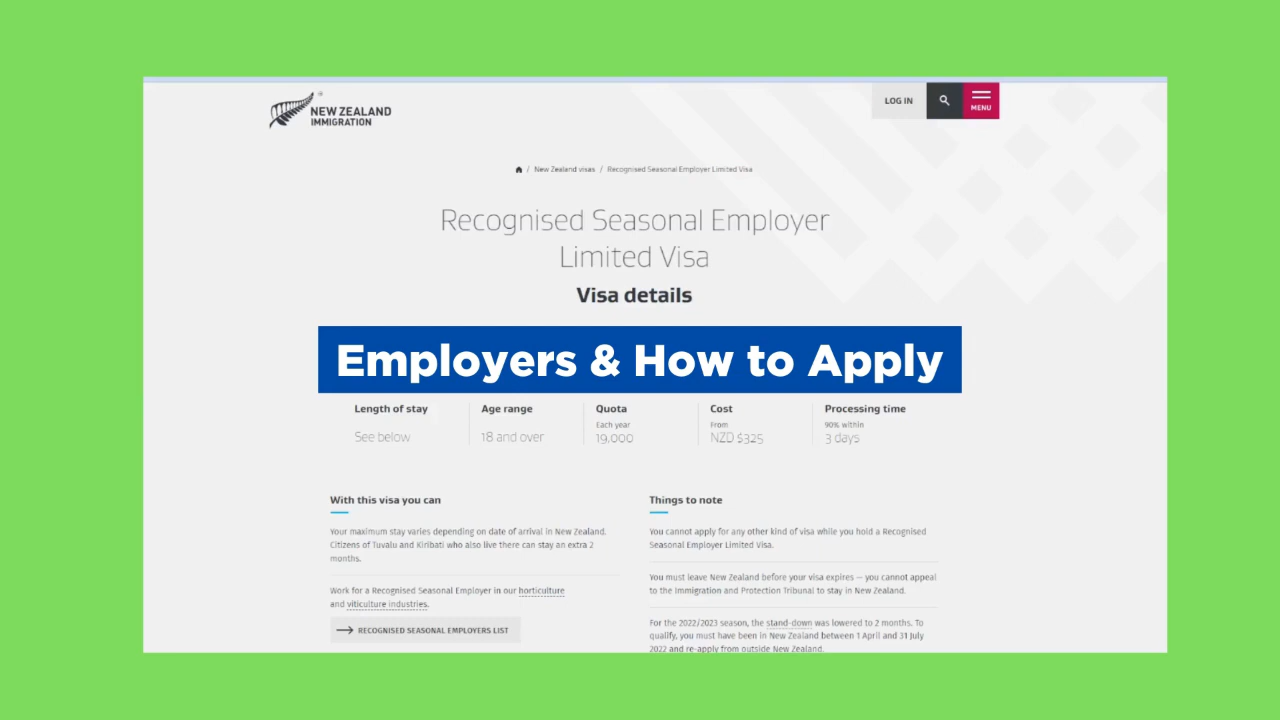 NEW ZEALAND
IMMIGRATION
LOG IN
MENU
/ New Zealand visas / Recognised Seasonal Employer Limited Visa
Recognised Seasonal Employer
Limited Visa
Visa details
Employers & How to Apply
Length of stay
See below
Age range
18 and over
Quota
Each year
19,000
Cost
From
NZD $325
Processing time
90% within
3 days
With this visa you can
Your maximum stay varies depending on date of arrival in New Zealand.
Citizens of Tuvalu and Kiribati who also live there can stay an extra 2
months.
Work for a Recognised Seasonal Employer in our horticulture
and viticulture industries.
RECOGNISED SEASONAL EMPLOYERS LIST
Things to note
You cannot apply for any other kind of visa while you hold a Recognised
Seasonal Employer Limited Visa.
You must leave New Zealand before your visa expires — you cannot appeal
to the Immigration and Protection Tribunal to stay in New Zealand.
For the 2022/2023 season, the stand-down was lowered to 2 months. To
qualify, you must have been in New Zealand between 1 April and 31 July
2022 and re-apply from outside New Zealand.